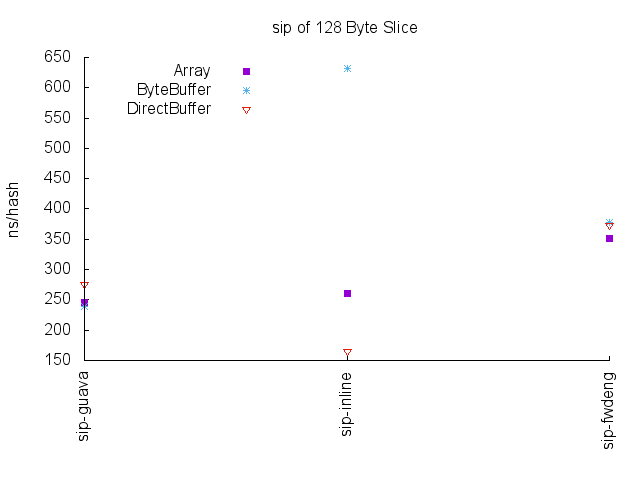 sip of 128 Byte Slice
Array
ByteBuffer
DirectBuffer
650
600
550
500
450
400
350
300
250
200
150
ns/hash
sip-guava
sip-inline
sip-fwdeng